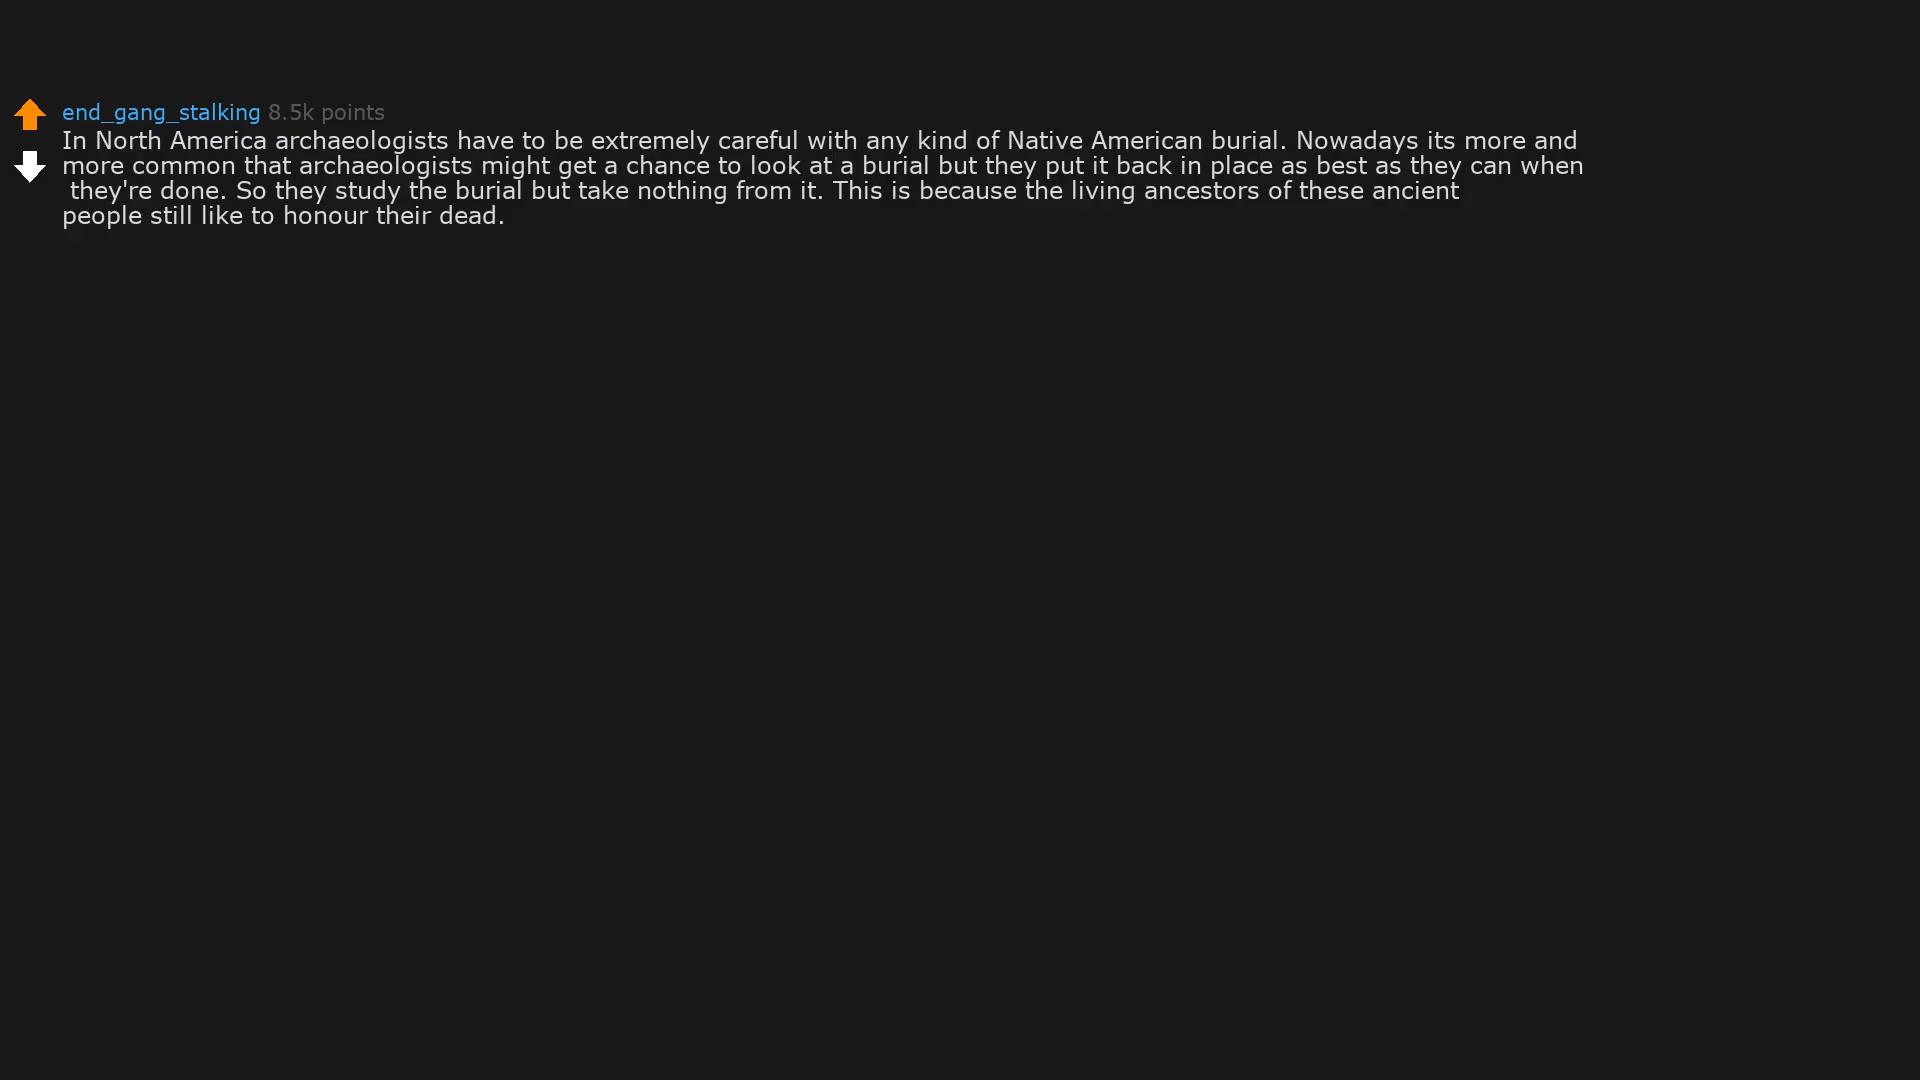 end_gang_stalking 8.5k points
In North America archaeologists have to be extremely careful with any kind of Native American burial. Nowadays its more and
more common that archaeologists might get a chance to look at a burial but they put it back in place as best as they can when
they're done. So they study the burial but take nothing from it. This is because the living ancestors of these ancient
people still like to honour their dead.